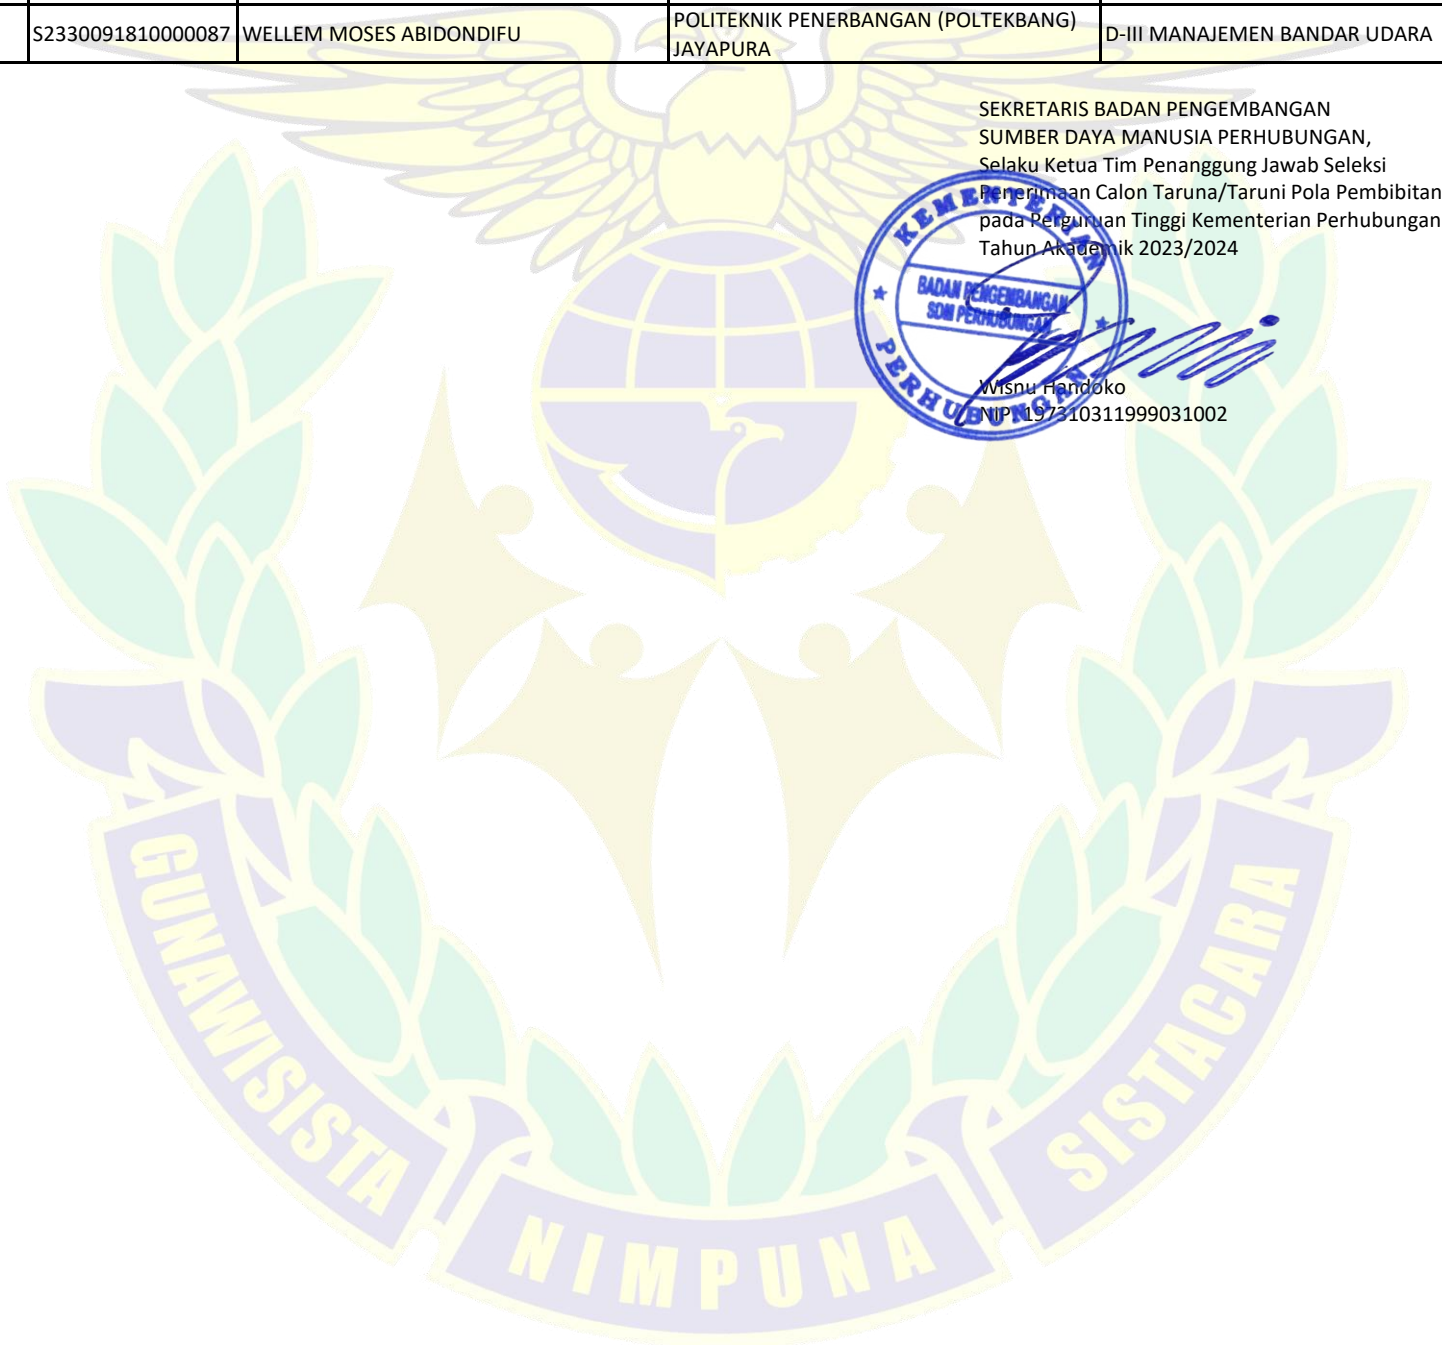 S2330091810000087 WELLEM MOSES ABIDONDIFU POLITEKNIK PENERBANGAN (POLTEKBANG) D-III MANAJEMEN BANDAR UDARA
JAYAPURA
SEKRETARIS BADAN PENGEMBANGAN
SUMBER DAYA MANUSIA PERHUBUNGAN,
Selaku Ketua Tim Penanggung Jawab Seleksi
Penerimaan Calon Taruna/Taruni Pola Pembibitan
pada Perguruan Tinggi Kementerian Perhubungan
Tahun Akademik 2023/2024
KEMENTERIAN
BADAN PENGEMBANGAN
SDM PERHUBUNGAN
PERHUBUNGAN
Wisnu Handoko
NIP. 197310311999031002
GUNAWISISTA
NIMPUNA
SISTACARA